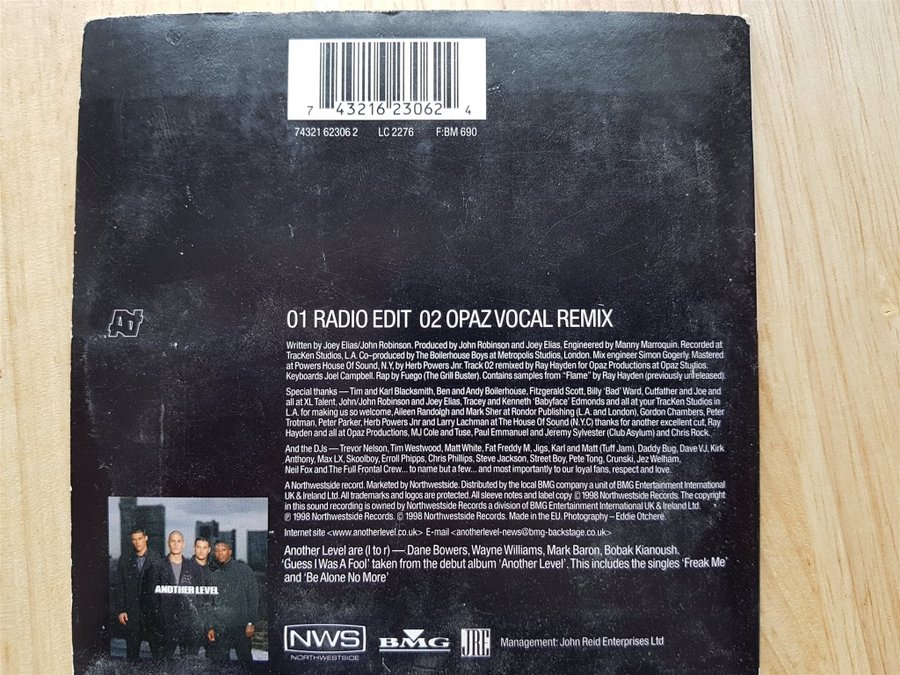 7 43216 23062 4
74321 62306 2 LC 2276 F:BM 690
01 RADIO EDIT 02 OPAZ VOCAL REMIX
Written by Joey Elias/John Robinson. Produced by John Robinson and Joey Elias. Engineered by Manny Marroquin. Recorded at
TracKen Studios, L.A. Co-produced by The Boilerhouse Boys at Metropolis Studios, London. Mix engineer Simon Gogerly. Mastered
at Powers House Of Sound, N.Y, by Herb Powers Jnr. Track 02 remixed by Ray Hayden for Opaz Productions at Opaz Studios.
Keyboards Joel Campbell. Rap by Fuego (The Grill Buster). Contains samples from "Flame" by Ray Hayden (previously unreleased).
Special thanks — Tim and Karl Blacksmith, Ben and Andy Boilerhouse, Fitzgerald Scott, Billy 'Bad' Ward, Cutfather and Joe and
all at XL Talent, John/John Robinson and Joey Elias, Tracey and Kenneth 'Babyface' Edmonds and all at your TracKen Studios in
L.A. for making us so welcome, Aileen Randolph and Mark Sher at Rondor Publishing (L.A. and London), Gordon Chambers, Peter
Trotman, Peter Parker, Herb Powers Jnr and Larry Lachman at The House Of Sound (N.Y.C) thanks for another excellent cut, Ray
Hayden and all at Opaz Productions, MJ Cole and Tuse, Paul Emmanuel and Jeremy Sylvester (Club Asylum) and Chris Rock.
And the DJs — Trevor Nelson, Tim Westwood, Matt White, Fat Freddy M, Jigs, Karl and Matt (Tuff Jam), Daddy Bug, Dave VJ, Kirk
Anthony, Max LX, Skoolboy, Erroll Phipps, Chris Phillips, Steve Jackson, Street Boy, Pete Tong, Crunski, Jez Welham,
Neil Fox and The Full Frontal Crew... to name but a few... and most importantly to our loyal fans, respect and love.
A Northwestside record. Marketed by Northwestside. Distributed by the local BMG company a unit of BMG Entertainment International
UK & Ireland Ltd. All trademarks and logos are protected. All sleeve notes and label copy © 1998 Northwestside Records. The copyright
in this sound recording is owned by Northwestside Records a division of BMG Entertainment International UK & Ireland Ltd.
℗ 1998 Northwestside Records. © 1998 Northwestside Records. Made in the EU. Photography – Eddie Otchere.
Internet site <www.anotherlevel.co.uk> E-mail <anotherlevel-news@bmg-backstage.co.uk>
Another Level are (l to r) — Dane Bowers, Wayne Williams, Mark Baron, Bobak Kianoush.
'Guess I Was A Fool' taken from the debut album 'Another Level'. This includes the singles 'Freak Me'
and 'Be Alone No More'
ANOTHER LEVEL
NWS
NORTHWESTSIDE
BMG
JRE
Management: John Reid Enterprises Ltd